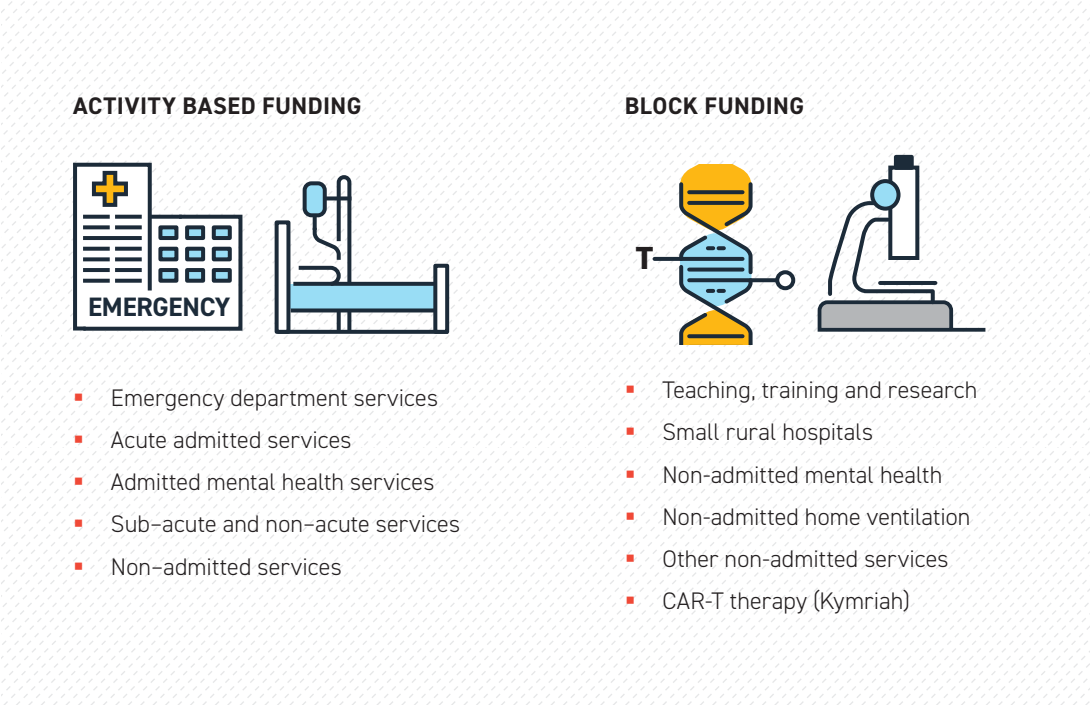 ACTIVITY BASED FUNDING
EMERGENCY
Emergency department services
Acute admitted services
Admitted mental health services
Sub–acute and non–acute services
Non–admitted services
BLOCK FUNDING
T
Teaching, training and research
Small rural hospitals
Non-admitted mental health
Non-admitted home ventilation
Other non-admitted services
CAR-T therapy (Kymriah)